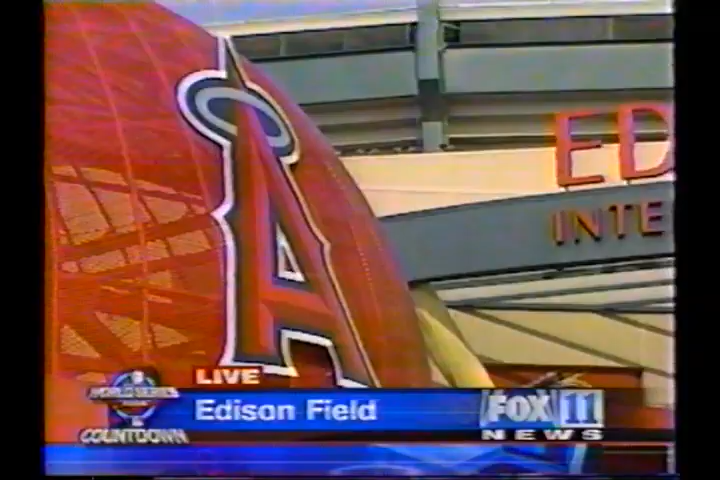 A
ED
INTE
LIVE
Edison Field
WORLD SERIES
COUNTDOWN
FOX 11
NEWS